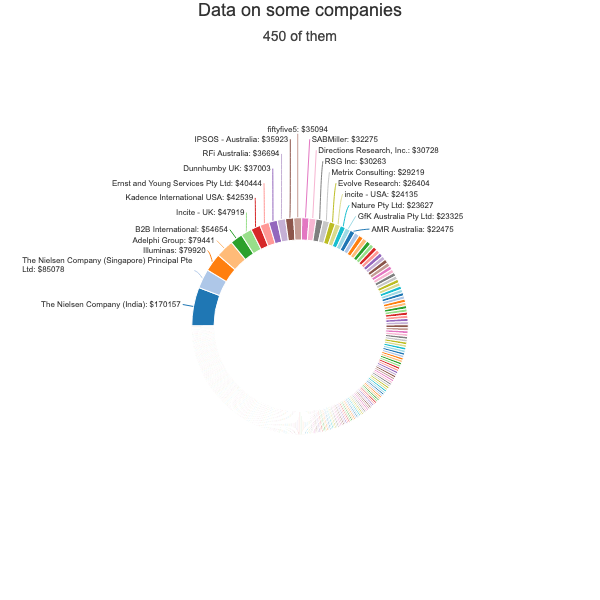 Data on some companies
450 of them
fiftyfive5: $35094
IPSOS - Australia: $35923
SABMiller: $32275
RFi Australia: $36694
Directions Research, Inc.: $30728
RSG Inc: $30263
Dunnhumby UK: $37003
Metrix Consulting: $29219
Ernst and Young Services Pty Ltd: $40444
Evolve Research: $26404
incite - USA: $24135
Kadence International USA: $42539
Nature Pty Ltd: $23627
Incite - UK: $47919
GfK Australia Pty Ltd: $23325
B2B International: $54654
AMR Australia: $22475
Adelphi Group: $79441
Illuminas: $79920
The Nielsen Company (Singapore) Principal Pte
Ltd: $85078
The Nielsen Company (India): $170157